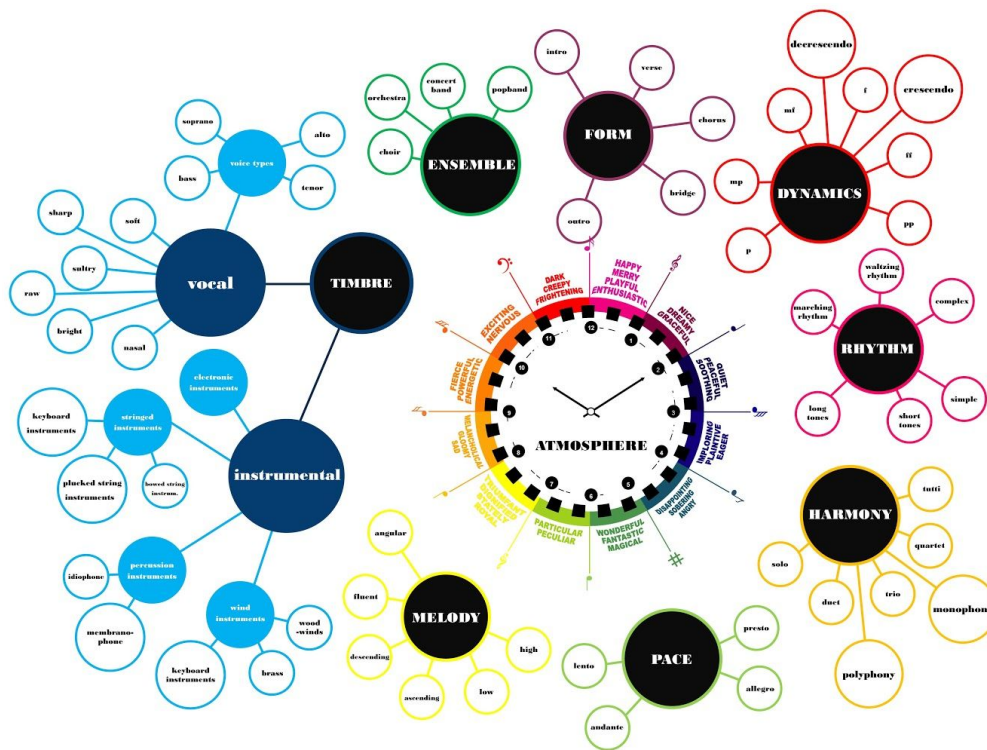 soprano
alto
voice types
bass
tenor
sharp
soft
sultry
raw
bright
nasal
vocal
TIMBRE
electronic
instruments
keyboard
instruments
stringed
instruments
plucked string
instruments
bowed string
instrum.
instrumental
idiophone
percussion
instruments
membrano-
phone
wind
instruments
wood
-winds
keyboard
instruments
brass
orchestra
concert
band
popband
choir
ENSEMBLE
intro
verse
FORM
chorus
bridge
outro
decrescendo
f
crescendo
mf
ff
mp
DYNAMICS
p
pp
waltzing
rhythm
marching
rhythm
complex
RHYTHM
long
tones
short
tones
simple
HAPPY
MERRY
PLAYFUL
ENTHUSIASTIC
NICE
DREAMY
GRACEFUL
QUIET
PEACEFUL
SOOTHING
IMPLORING
PLAINTIVE
EAGER
DISAPPOINTING
SOBERING
ANGRY
WONDERFUL
FANTASTIC
MAGICAL
PARTICULAR
PECULIAR
TRIUMPHANT
DIGNIFIED
STATELY
ROYAL
MELANCHOLICAL
GLOOMY
SAD
FIERCE
POWERFUL
ENERGETIC
EXCITING
NERVOUS
DARK
CREEPY
FRIGHTENING
12
1
2
3
4
5
6
7
8
9
10
11
ATMOSPHERE
angular
fluent
MELODY
descending
ascending
low
high
presto
lento
PACE
allegro
andante
tutti
HARMONY
quartet
solo
duet
trio
monophony
polyphony